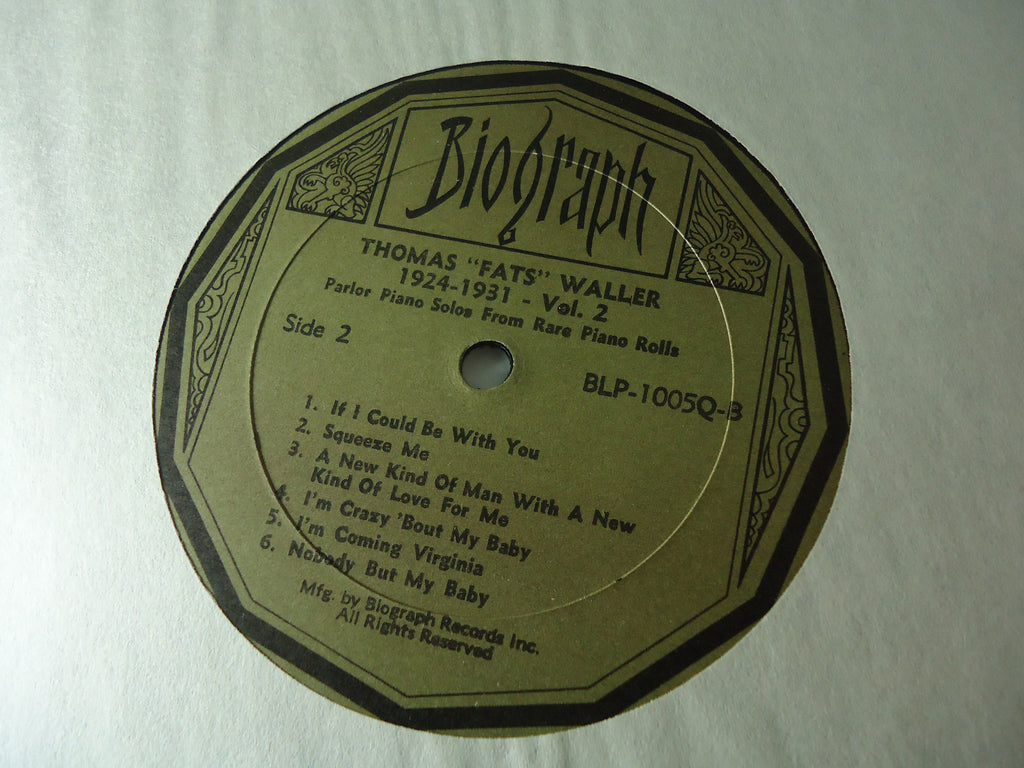 Biograph
THOMAS "FATS" WALLER
1924-1931 - Vol. 2
Parlor Piano Solos From Rare Piano Rolls
Side 2
BLP-1005Q-B
1. If I Could Be With You
2. Squeeze Me
3. A New Kind Of Man With A New
Kind Of Love For Me
4. I'm Crazy 'Bout My Baby
5. I'm Coming Virginia
6. Nobody But My Baby
Mfg. by Biograph Records Inc.
All Rights Reserved